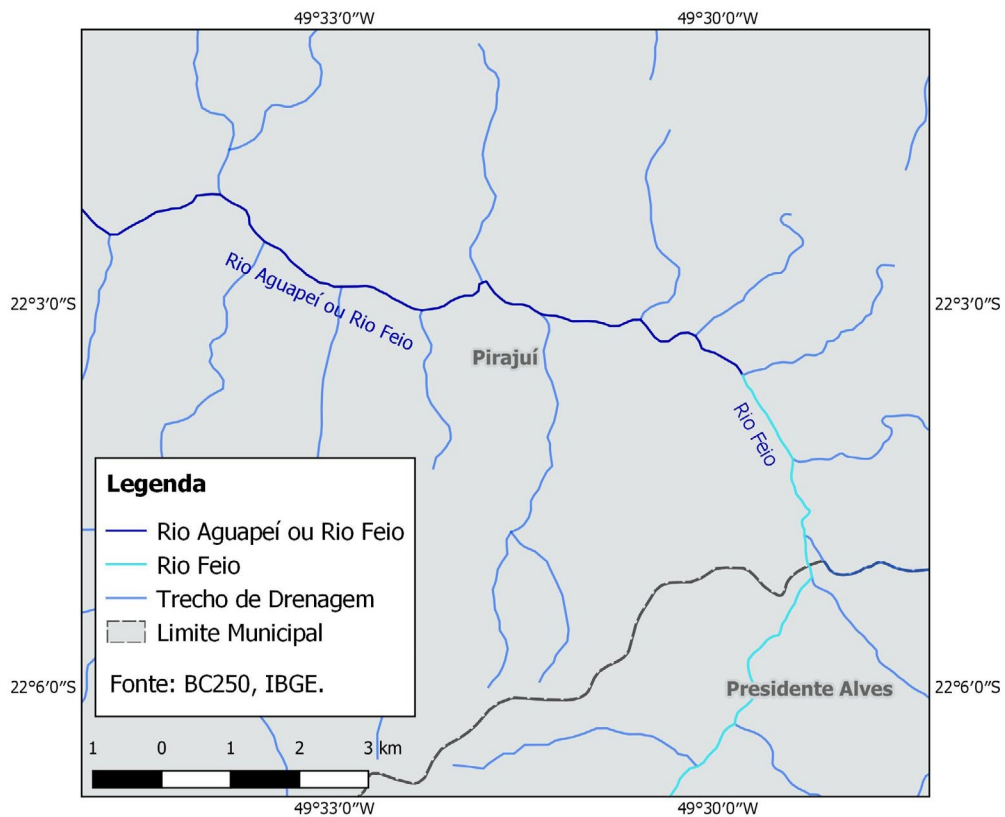 49°33′0″W 49°30′0″W
Rio Aguapeí ou Rio Feio
22°3′0″S 22°3′0″S
Pirajuí
Rio Feio
Legenda
Rio Aguapeí ou Rio Feio
Rio Feio
Trecho de Drenagem
Limite Municipal
Fonte: BC250, IBGE.
22°6′0″S 22°6′0″S
Presidente Alves
1 0 1 2 3 km
49°33′0″W 49°30′0″W